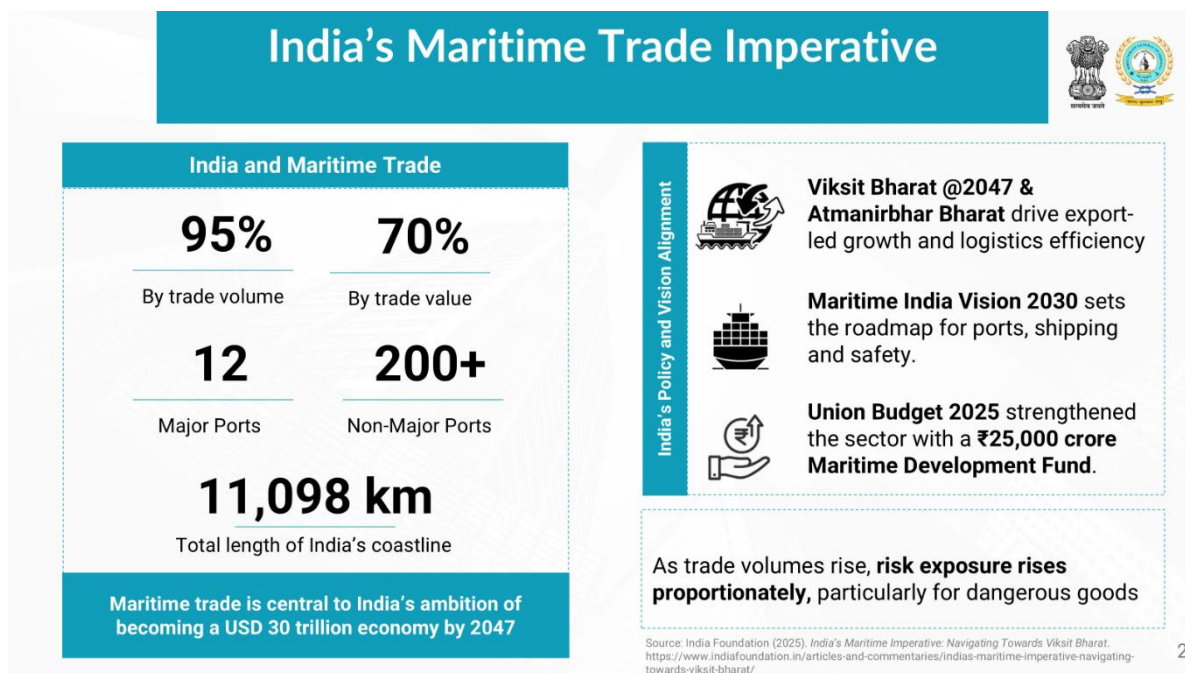 India's Maritime Trade Imperative
सत्यमेव जयते
India and Maritime Trade
95%
By trade volume
70%
By trade value
12
Major Ports
200+
Non-Major Ports
11,098 km
Total length of India's coastline
Maritime trade is central to India's ambition of
becoming a USD 30 trillion economy by 2047
India's Policy and Vision Alignment
Viksit Bharat @2047 &
Atmanirbhar Bharat drive export-
led growth and logistics efficiency
Maritime India Vision 2030 sets
the roadmap for ports, shipping
and safety.
Union Budget 2025 strengthened
the sector with a ₹25,000 crore
Maritime Development Fund.
As trade volumes rise, risk exposure rises
proportionately, particularly for dangerous goods
Source: India Foundation (2025). India's Maritime Imperative: Navigating Towards Viksit Bharat.
https://www.indiafoundation.in/articles-and-commentaries/indias-maritime-imperative-navigating-
towards-viksit-bharat/
2